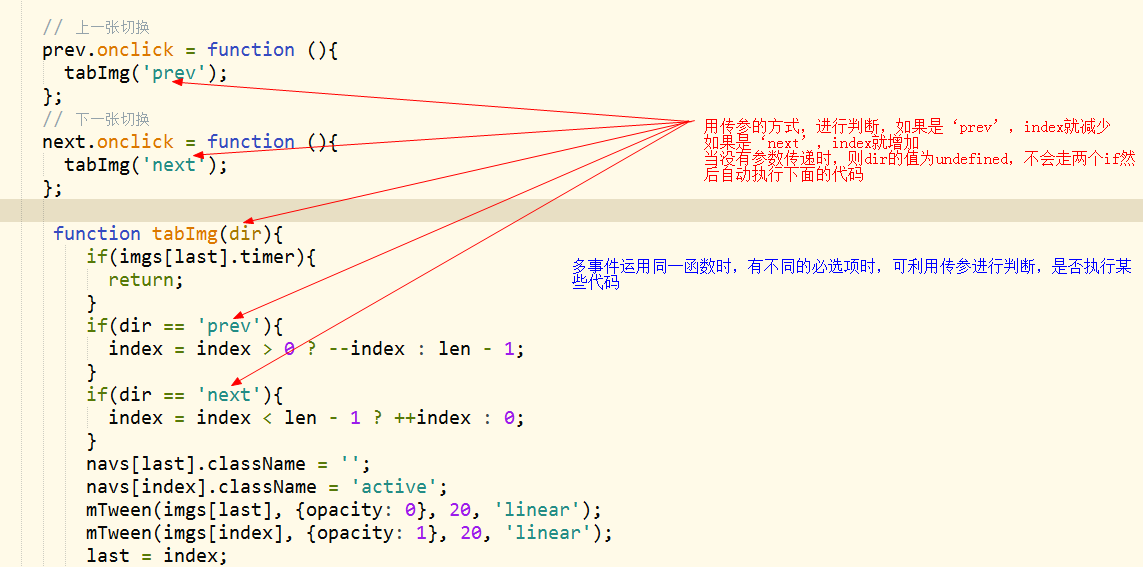 // 上一张切换
prev.onclick = function (){
tabImg('prev');
};
// 下一张切换
next.onclick = function (){
tabImg('next');
};
用传参的方式，进行判断，如果是‘prev’，index就减少
如果是‘next’，index就增加
当没有参数传递时，则dir的值为undefined，不会走两个if然
后自动执行下面的代码
function tabImg(dir){
if(imgs[last].timer){
return;
}
多事件运用同一函数时，有不同的必选项时，可利用传参进行判断，是否执行某
些代码
if(dir == 'prev'){
index = index > 0 ? --index : len - 1;
}
if(dir == 'next'){
index = index < len - 1 ? ++index : 0;
}
navs[last].className = '';
navs[index].className = 'active';
mTween(imgs[last], {opacity: 0}, 20, 'linear');
mTween(imgs[index], {opacity: 1}, 20, 'linear');
last = index;